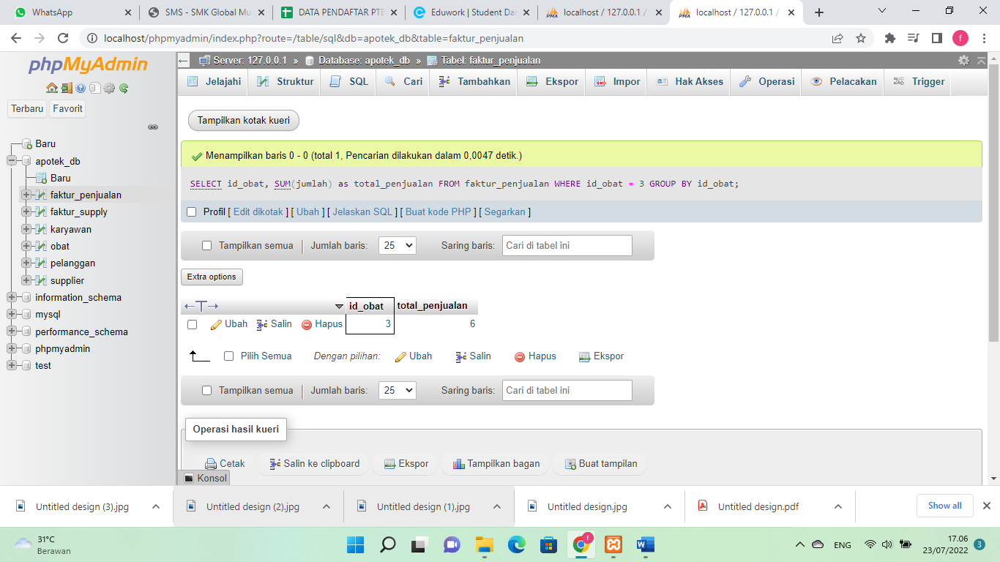 WhatsApp
SMS - SMK Global Mu
DATA PENDAFTAR PTE
Eduwork | Student Das
localhost / 127.0.0.1 /
localhost / 127.0.0.1 /
localhost/phpmyadmin/index.php?route=/table/sql&db=apotek_db&table=faktur_penjualan
f
phpMyAdmin
Terbaru
Favorit
Baru
apotek_db
Baru
faktur_penjualan
faktur_supply
karyawan
obat
pelanggan
supplier
information_schema
mysql
performance_schema
phpmyadmin
test
Server: 127.0.0.1 » Database: apotek_db » Tabel: faktur_penjualan
Jelajahi Struktur SQL Cari Tambahkan Ekspor Impor Hak Akses Operasi Pelacakan Trigger
Tampilkan kotak kueri
Menampilkan baris 0 - 0 (total 1, Pencarian dilakukan dalam 0,0047 detik.)
SELECT id_obat, SUM(jumlah) as total_penjualan FROM faktur_penjualan WHERE id_obat = 3 GROUP BY id_obat;
Profil [ Edit dikotak ] [ Ubah ] [ Jelaskan SQL ] [ Buat kode PHP ] [ Segarkan ]
Tampilkan semua Jumlah baris: 25 Saring baris: Cari di tabel ini
Extra options
id_obat total_penjualan
Ubah Salin Hapus 3 6
Pilih Semua Dengan pilihan: Ubah Salin Hapus Ekspor
Tampilkan semua Jumlah baris: 25 Saring baris: Cari di tabel ini
Operasi hasil kueri
Cetak Salin ke clipboard Ekspor Tampilkan bagan Buat tampilan
Konsol
Untitled design (3).jpg
Untitled design (2).jpg
Untitled design (1).jpg
Untitled design.jpg
Untitled design.pdf
Show all
31°C
Berawan
f
ENG
17.06
23/07/2022
3